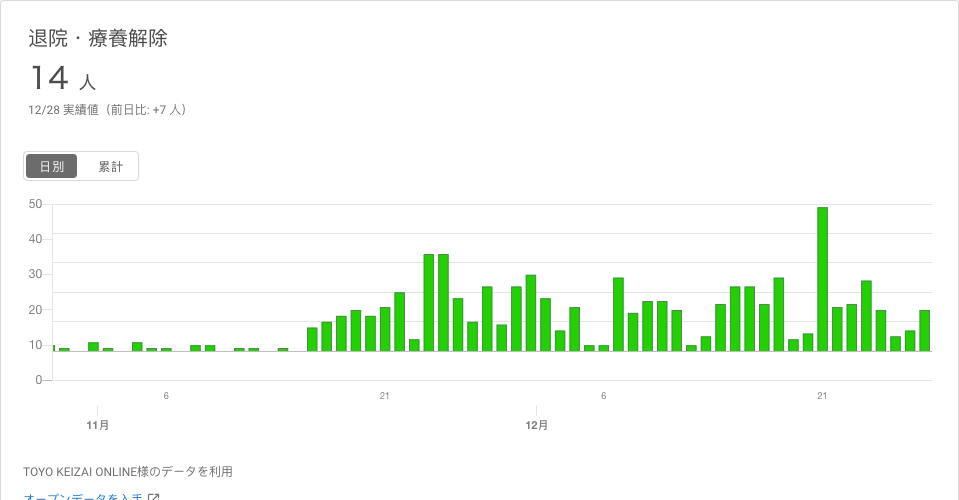 退院・療養解除
14 人
12/28 実績値（前日比: +7 人）
日別 累計
50
40
30
20
10
0
6 21 6 21
11月 12月
TOYO KEIZAI ONLINE様のデータを利用
オープンデータを入手